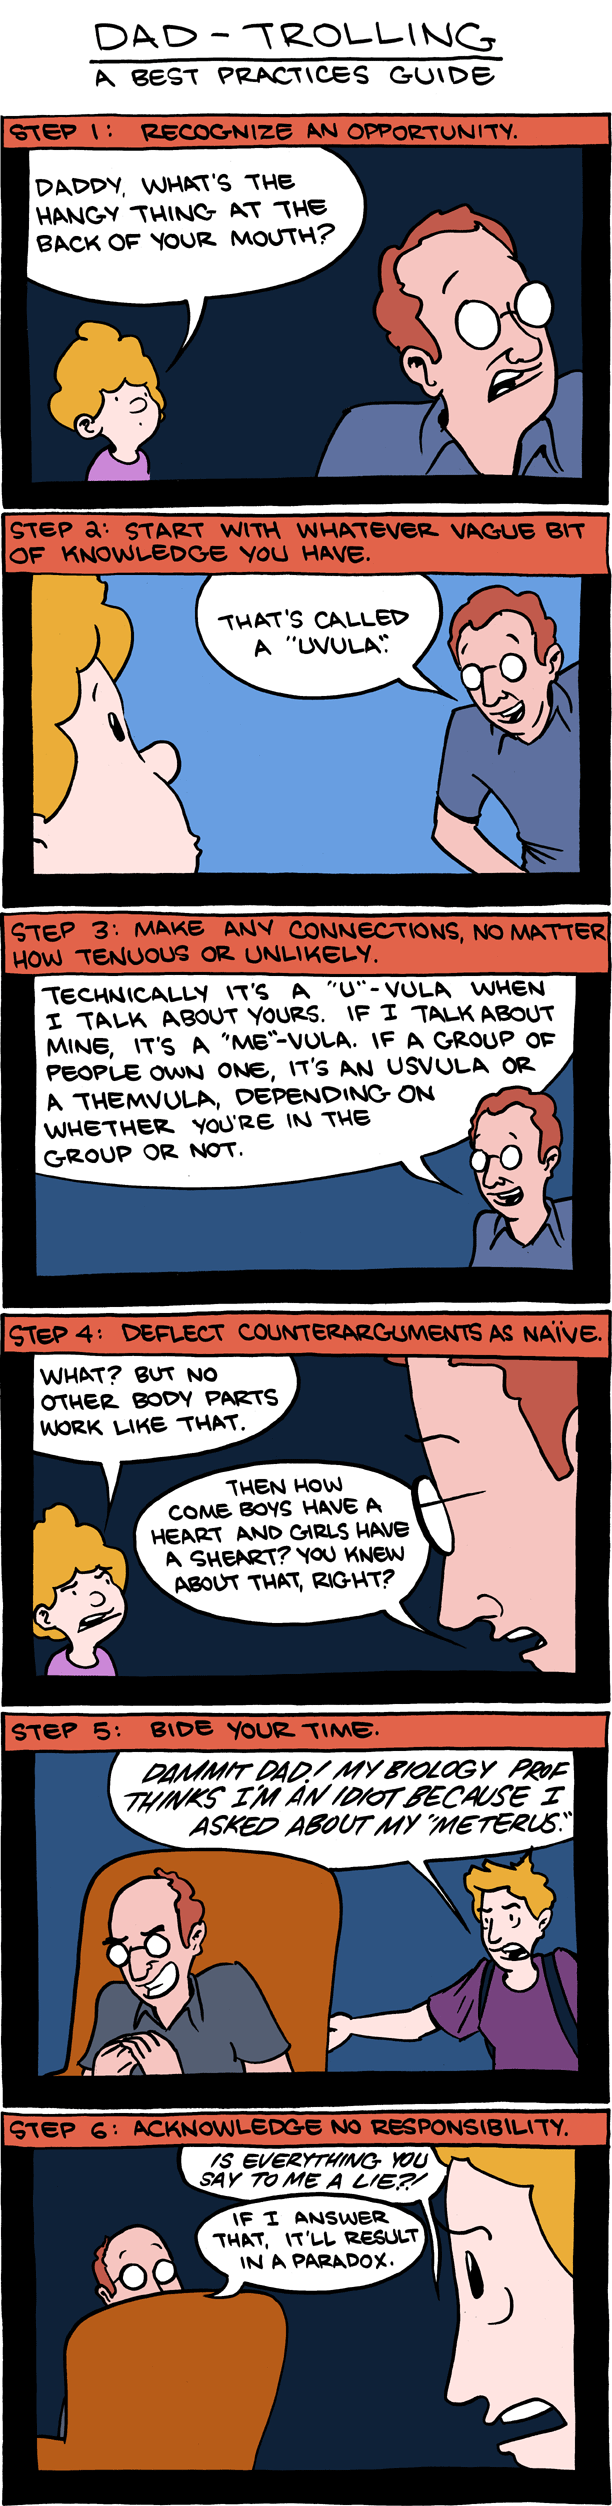 DAD-TROLLING
A BEST PRACTICES GUIDE
STEP 1: RECOGNIZE AN OPPORTUNITY.
DADDY, WHAT'S THE
HANGY THING AT THE
BACK OF YOUR MOUTH?
STEP 2: START WITH WHATEVER VAGUE BIT
OF KNOWLEDGE YOU HAVE.
THAT'S CALLED
A "UVULA."
STEP 3: MAKE ANY CONNECTIONS, NO MATTER
HOW TENUOUS OR UNLIKELY.
TECHNICALLY IT'S A "U"-VULA WHEN
I TALK ABOUT YOURS. IF I TALK ABOUT
MINE, IT'S A "ME"-VULA. IF A GROUP OF
PEOPLE OWN ONE, IT'S AN USVULA OR
A THEMVULA, DEPENDING ON
WHETHER YOU'RE IN THE
GROUP OR NOT.
STEP 4: DEFLECT COUNTERARGUMENTS AS NAÏVE.
WHAT? BUT NO
OTHER BODY PARTS
WORK LIKE THAT.
THEN HOW
COME BOYS HAVE A
HEART AND GIRLS HAVE
A SHEART? YOU KNEW
ABOUT THAT, RIGHT?
STEP 5: BIDE YOUR TIME.
DAMMIT DAD! MY BIOLOGY PROF
THINKS I'M AN IDIOT BECAUSE I
ASKED ABOUT MY "METERUS."
STEP 6: ACKNOWLEDGE NO RESPONSIBILITY.
IS EVERYTHING YOU
SAY TO ME A LIE?!
IF I ANSWER
THAT, IT'LL RESULT
IN A PARADOX.